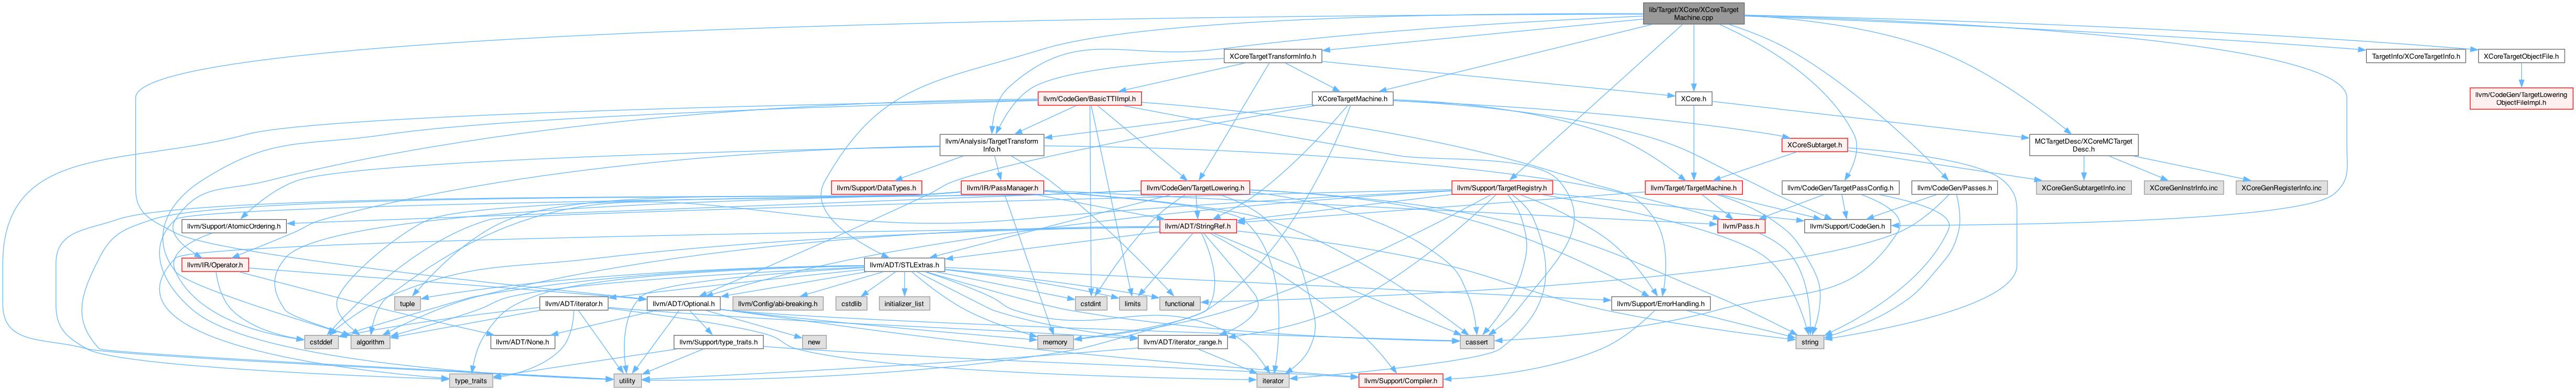 lib/Target/XCore/XCoreTarget
Machine.cpp
XCoreTargetTransformInfo.h
TargetInfo/XCoreTargetInfo.h
XCoreTargetObjectFile.h
llvm/CodeGen/BasicTTIImpl.h
XCoreTargetMachine.h
XCore.h
llvm/CodeGen/TargetLowering
ObjectFileImpl.h
llvm/Analysis/TargetTransform
Info.h
XCoreSubtarget.h
MCTargetDesc/XCoreMCTarget
Desc.h
llvm/Support/DataTypes.h
llvm/IR/PassManager.h
llvm/CodeGen/TargetLowering.h
llvm/Support/TargetRegistry.h
llvm/Target/TargetMachine.h
llvm/CodeGen/TargetPassConfig.h
llvm/CodeGen/Passes.h
XCoreGenSubtargetInfo.inc
XCoreGenInstrInfo.inc
XCoreGenRegisterInfo.inc
llvm/Support/AtomicOrdering.h
llvm/ADT/StringRef.h
llvm/Pass.h
llvm/Support/CodeGen.h
llvm/IR/Operator.h
llvm/ADT/STLExtras.h
tuple
llvm/ADT/iterator.h
llvm/ADT/Optional.h
llvm/Config/abi-breaking.h
cstdlib
initializer_list
cstdint
limits
functional
llvm/Support/ErrorHandling.h
cstddef
algorithm
llvm/ADT/None.h
llvm/Support/type_traits.h
new
memory
llvm/ADT/iterator_range.h
cassert
string
type_traits
utility
iterator
llvm/Support/Compiler.h